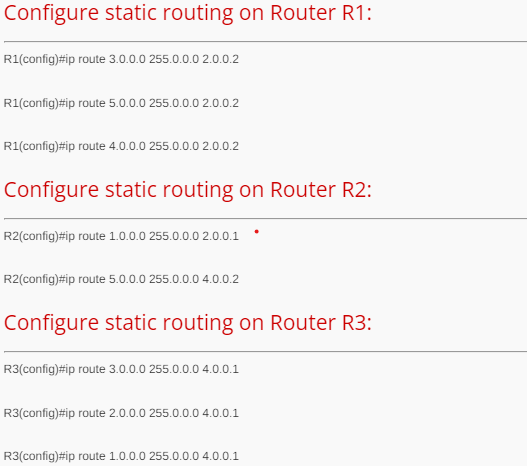 Configure static routing on Router R1:
R1(config)#ip route 3.0.0.0 255.0.0.0 2.0.0.2
R1(config)#ip route 5.0.0.0 255.0.0.0 2.0.0.2
R1(config)#ip route 4.0.0.0 255.0.0.0 2.0.0.2
Configure static routing on Router R2:
R2(config)#ip route 1.0.0.0 255.0.0.0 2.0.0.1
R2(config)#ip route 5.0.0.0 255.0.0.0 4.0.0.2
Configure static routing on Router R3:
R3(config)#ip route 3.0.0.0 255.0.0.0 4.0.0.1
R3(config)#ip route 2.0.0.0 255.0.0.0 4.0.0.1
R3(config)#ip route 1.0.0.0 255.0.0.0 4.0.0.1